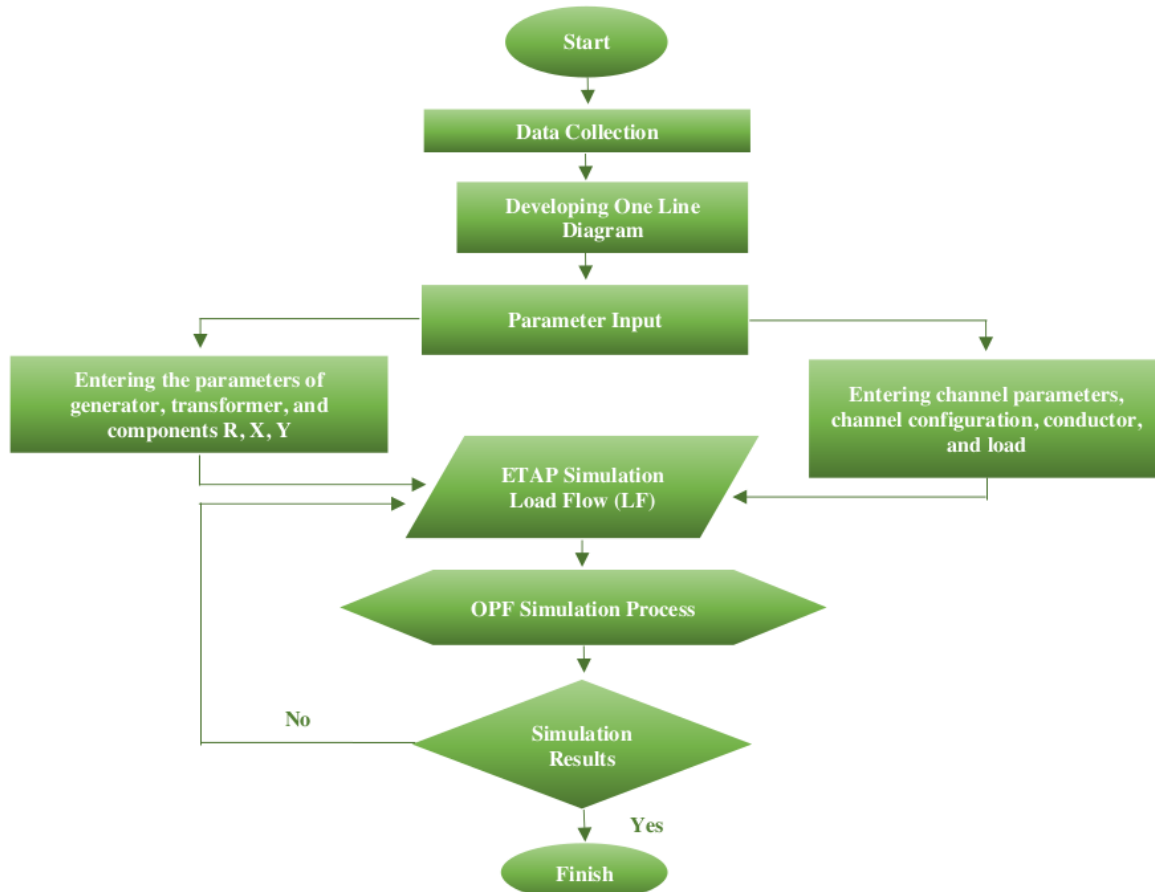 Start
Data Collection
Developing One Line
Diagram
Parameter Input
Entering the parameters of
generator, transformer, and
components R, X, Y
Entering channel parameters,
channel configuration, conductor,
and load
ETAP Simulation
Load Flow (LF)
OPF Simulation Process
Simulation
Results
No
Yes
Finish